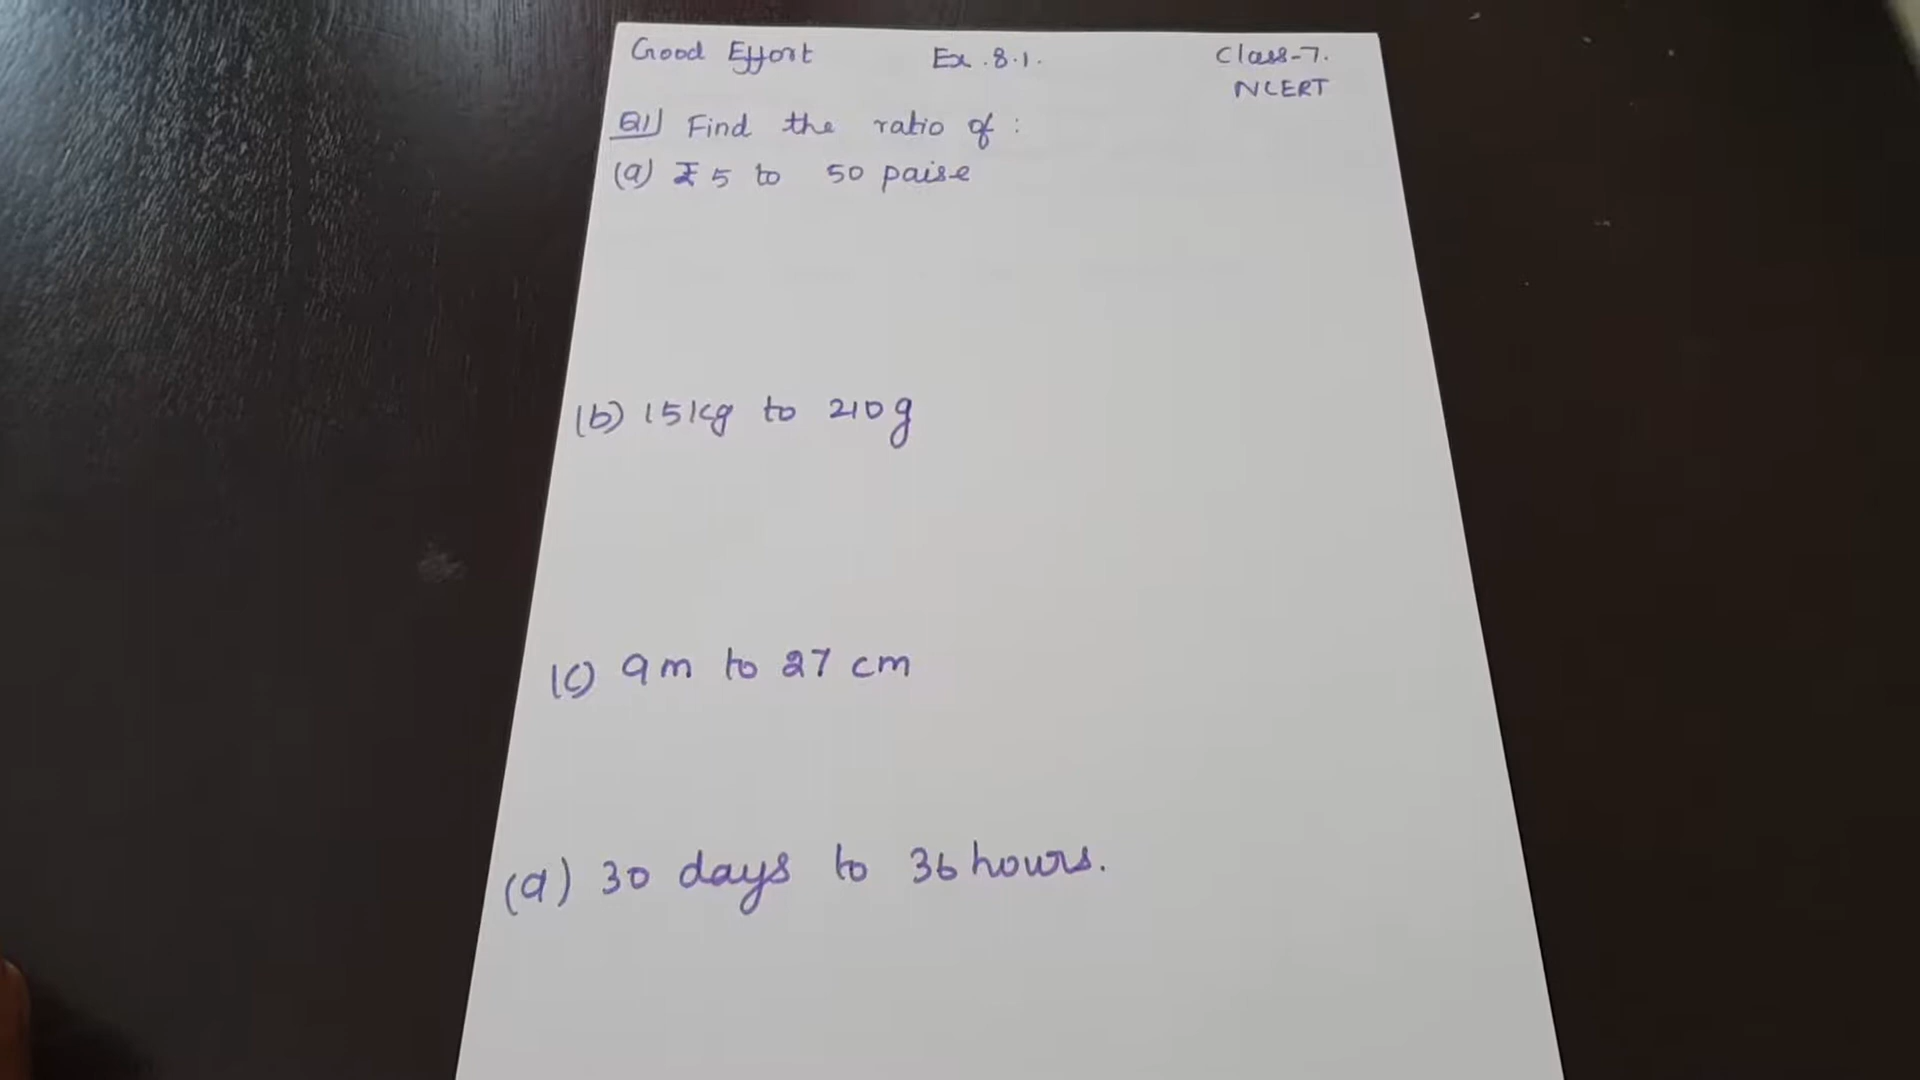 Good Effort Ex. 8.1. Class-7.
NCERT
Q1) Find the ratio of :
(a) ₹ 5 to 50 paise
(b) 15kg to 210g
(c) 9m to 27 cm
(d) 30 days to 36 hours.